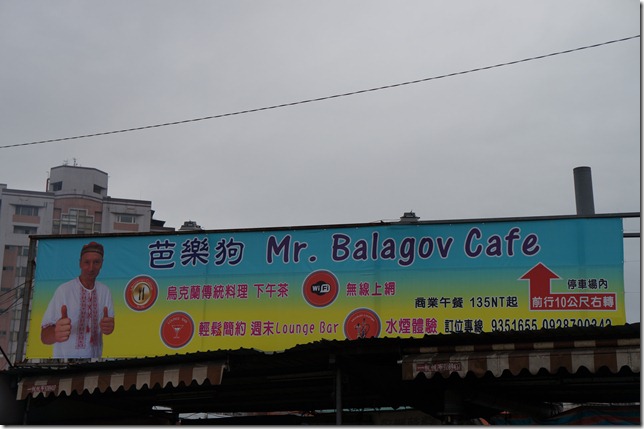 芭樂狗 Mr. Balagov Cafe
烏克蘭傳統料理 下午茶 WiFi 無線上網
商業午餐 135NT起
停車場內
前行10公尺右轉
輕鬆簡約 週末Lounge Bar 水煙體驗 訂位專線 9351655